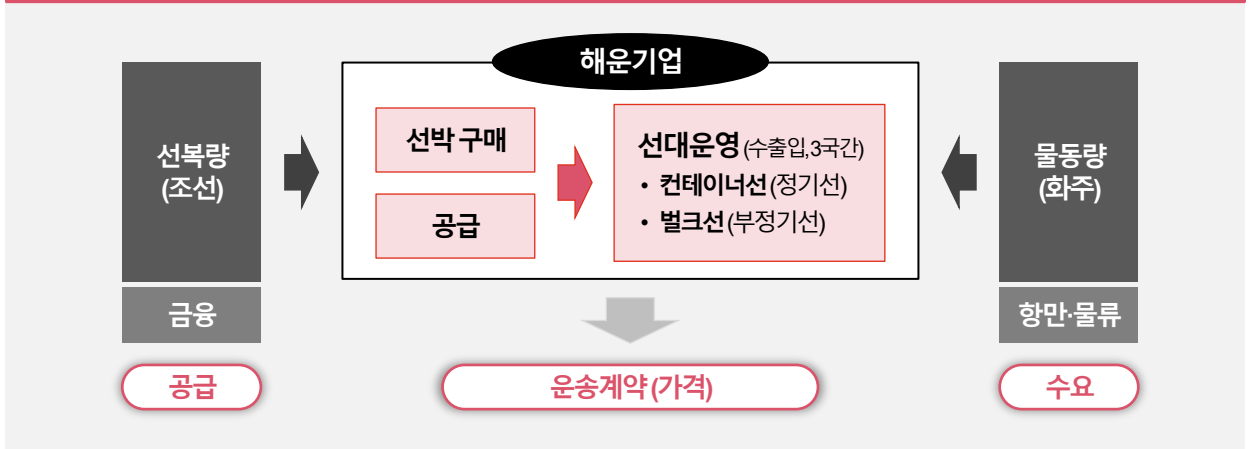 해운기업
선복량
(조선)
금융
공급
선박 구매
공급
선대운영 (수출입,3국간)
• 컨테이너선 (정기선)
• 벌크선 (부정기선)
운송계약 (가격)
물동량
(화주)
항만·물류
수요